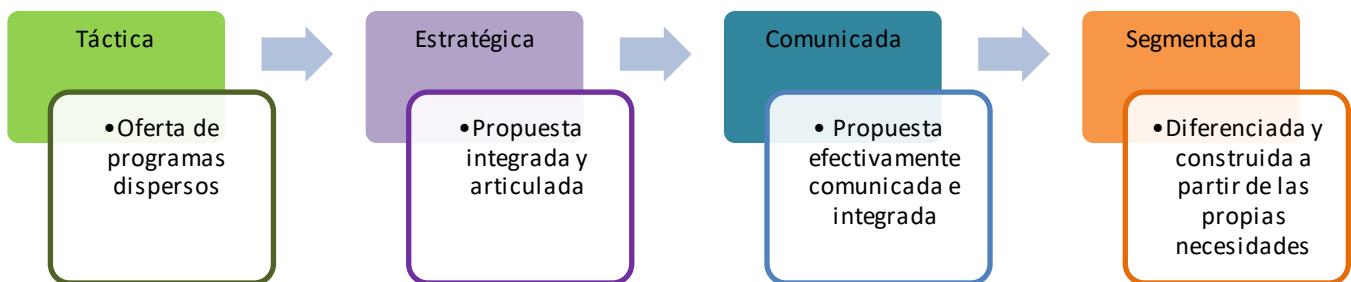 Táctica
•Oferta de
programas
dispersos
Estratégica
•Propuesta
integrada y
articulada
Comunicada
• Propuesta
efectivamente
comunicada e
integrada
Segmentada
•Diferenciada y
construida a
partir de las
propias
necesidades